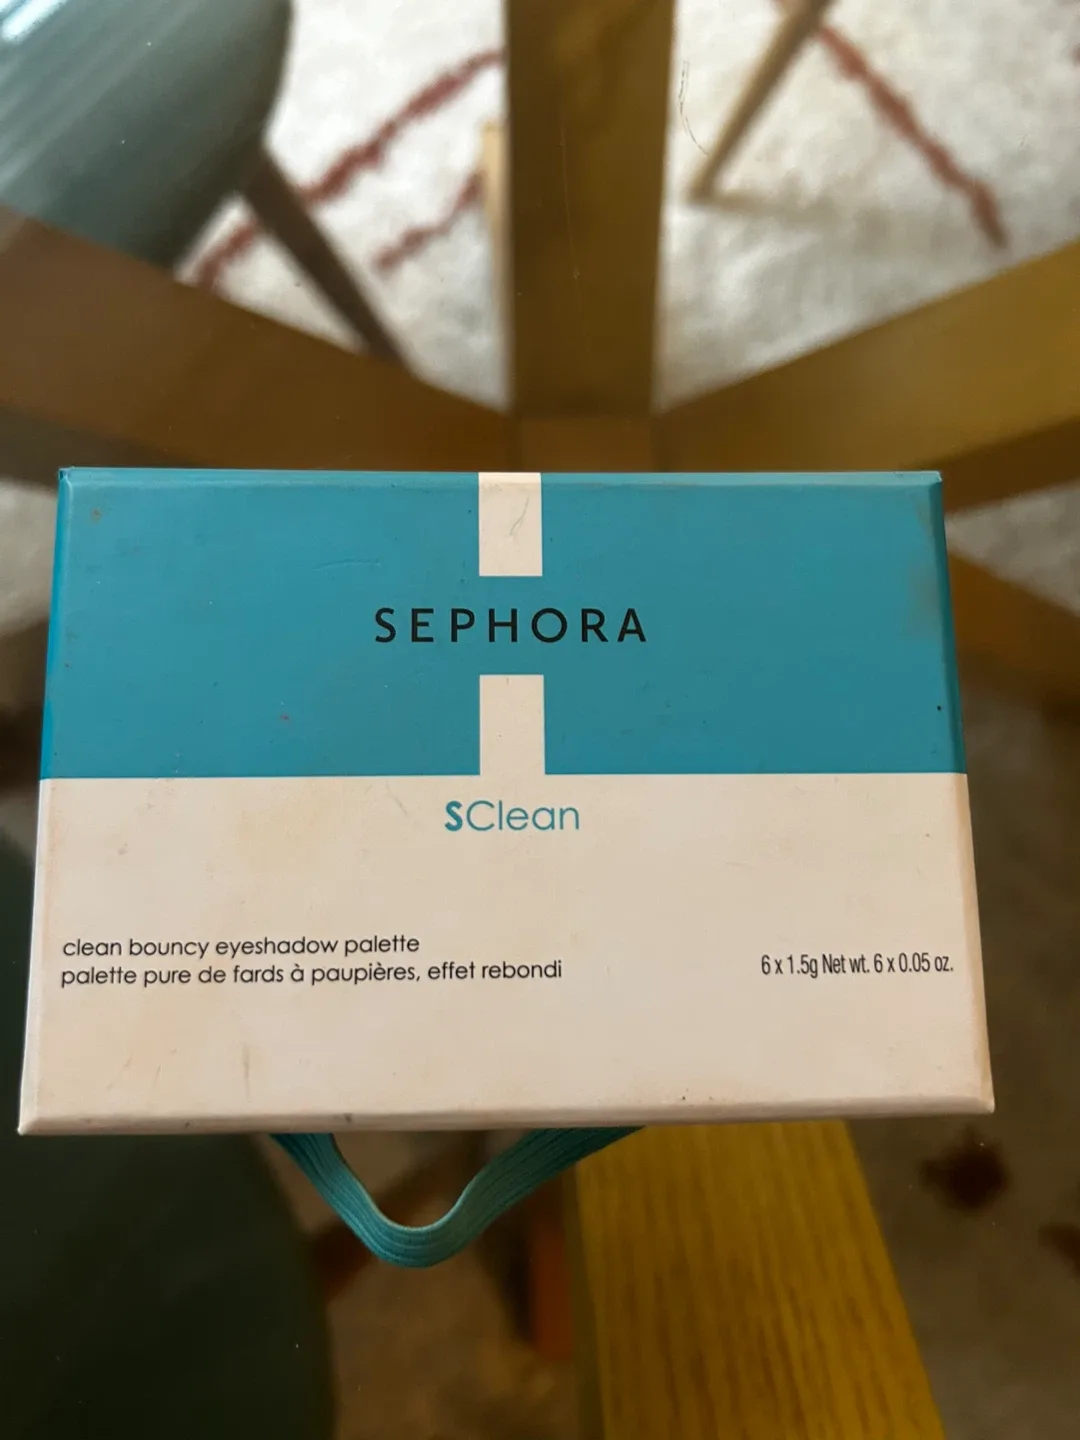 SEPHORA
SClean
clean bouncy eyeshadow palette
palette pure de fards à paupières, effet rebondi
6 x 1.5g Net wt. 6 x 0.05 oz.